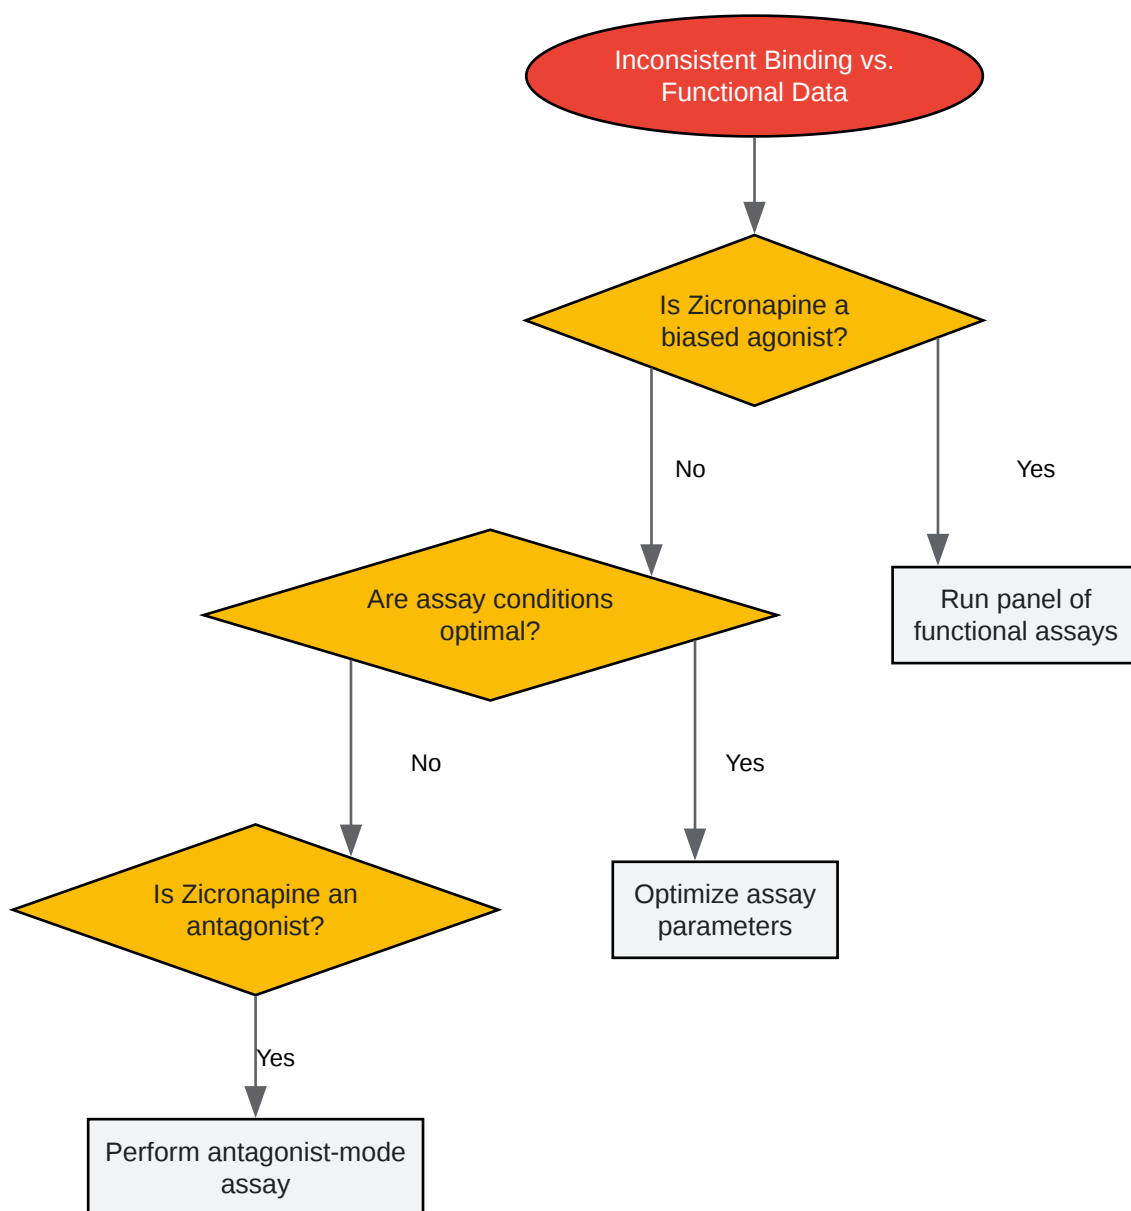 Inconsistent Binding vs.
Functional Data
Is Zicronapine a
biased agonist?
No
Yes
Are assay conditions
optimal?
Run panel of
functional assays
No
Yes
Is Zicronapine an
antagonist?
Optimize assay
parameters
Yes
Perform antagonist-mode
assay